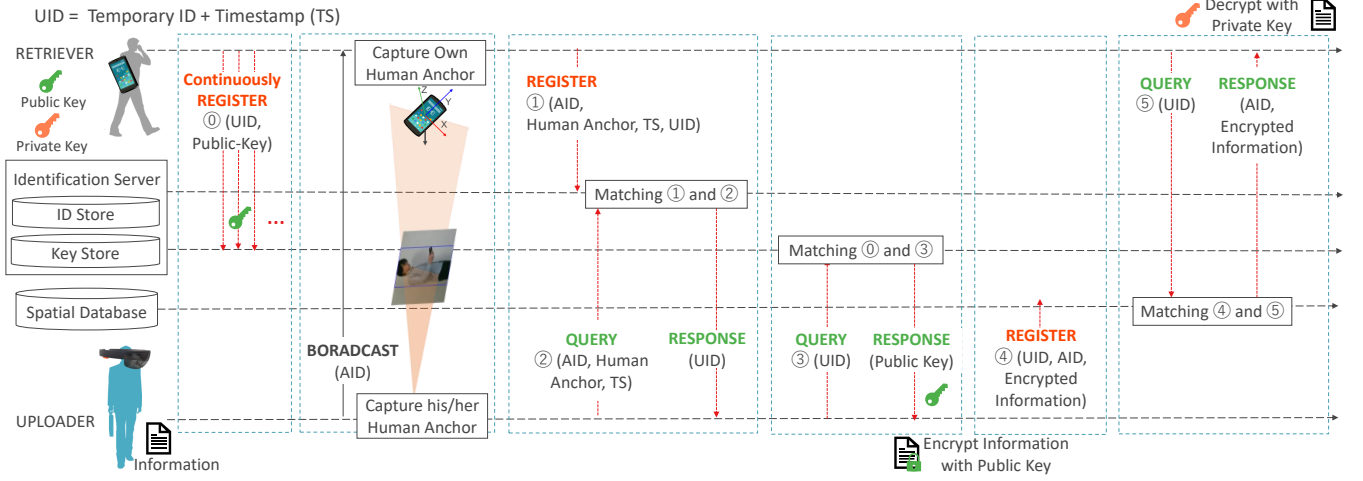 UID = Temporary ID + Timestamp (TS)
RETRIEVER
Public Key
Private Key
Identification Server
ID Store
Key Store
Spatial Database
UPLOADER
Information
Continuously
REGISTER
⓪ (UID,
Public-Key)
...
BORADCAST
(AID)
Capture Own
Human Anchor
Z
Y
X
Capture his/her
Human Anchor
REGISTER
① (AID,
Human Anchor, TS, UID)
Matching ① and ②
QUERY
② (AID, Human
Anchor, TS)
RESPONSE
(UID)
Matching ⓪ and ③
QUERY
③ (UID)
RESPONSE
(Public Key)
Encrypt Information
with Public Key
REGISTER
④ (UID, AID,
Encrypted
Information)
QUERY
⑤ (UID)
RESPONSE
(AID,
Encrypted
Information)
Matching ④ and ⑤
Decrypt with
Private Key